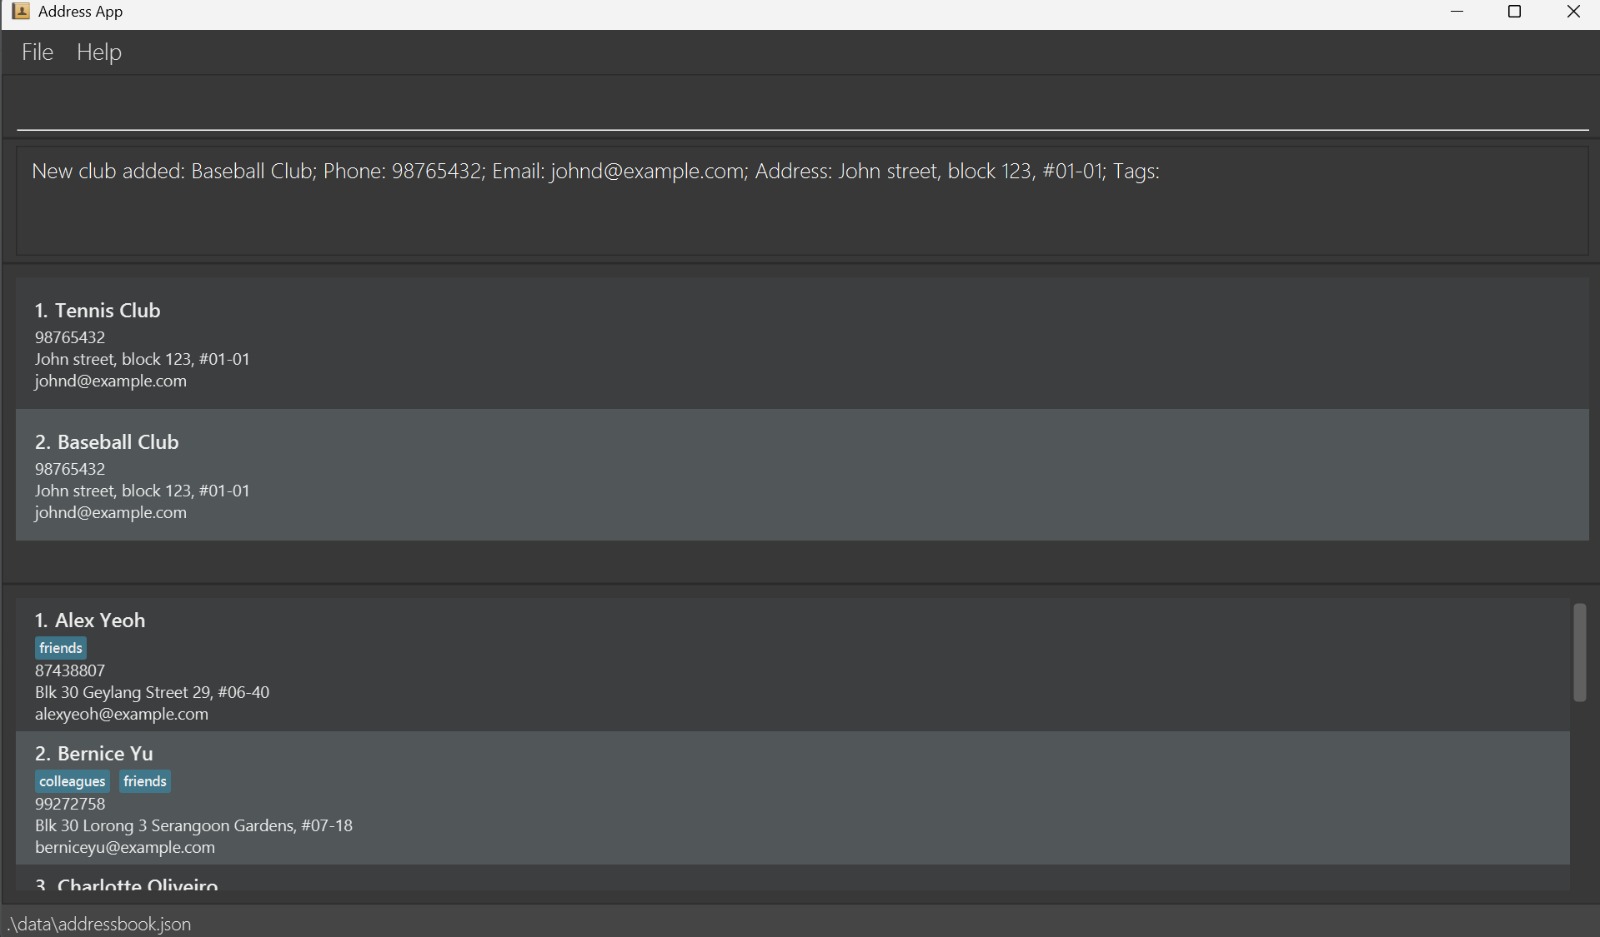 Address App
File Help
New club added: Baseball Club; Phone: 98765432; Email: johnd@example.com; Address: John street, block 123, #01-01; Tags:
1. Tennis Club
98765432
John street, block 123, #01-01
johnd@example.com
2. Baseball Club
98765432
John street, block 123, #01-01
johnd@example.com
1. Alex Yeoh
friends
87438807
Blk 30 Geylang Street 29, #06-40
alexyeoh@example.com
2. Bernice Yu
colleagues friends
99272758
Blk 30 Lorong 3 Serangoon Gardens, #07-18
berniceyu@example.com
3. Charlotte Oliveiro
.\data\addressbook.json